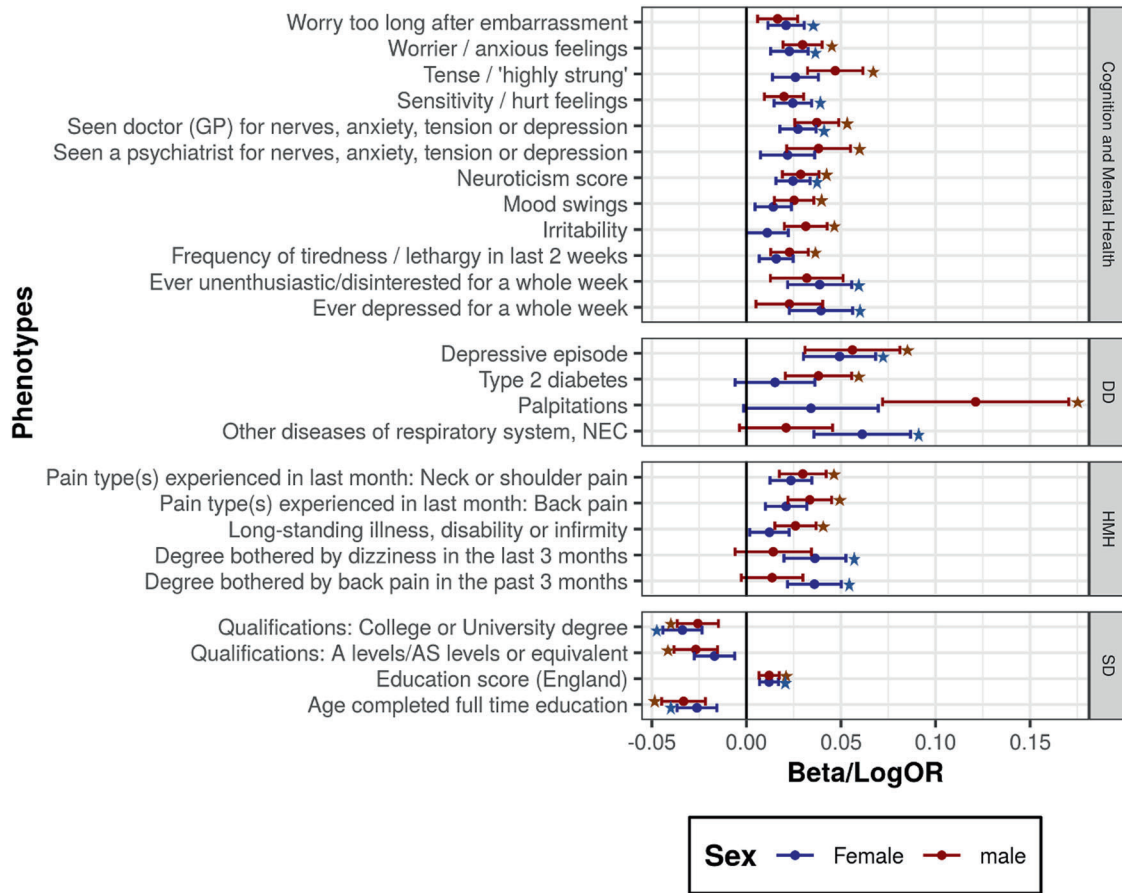 Phenotypes
Worry too long after embarrassment
Worrier / anxious feelings
Tense / 'highly strung'
Sensitivity / hurt feelings
Seen doctor (GP) for nerves, anxiety, tension or depression
Seen a psychiatrist for nerves, anxiety, tension or depression
Neuroticism score
Mood swings
Irritability
Frequency of tiredness / lethargy in last 2 weeks
Ever unenthusiastic/disinterested for a whole week
Ever depressed for a whole week
Cognition and Mental Health
Depressive episode
Type 2 diabetes
Palpitations
Other diseases of respiratory system, NEC
DD
Pain type(s) experienced in last month: Neck or shoulder pain
Pain type(s) experienced in last month: Back pain
Long-standing illness, disability or infirmity
Degree bothered by dizziness in the last 3 months
Degree bothered by back pain in the past 3 months
HMH
Qualifications: College or University degree
Qualifications: A levels/AS levels or equivalent
Education score (England)
Age completed full time education
SD
-0.05 0.00 0.05 0.10 0.15
Beta/LogOR
Sex Female male